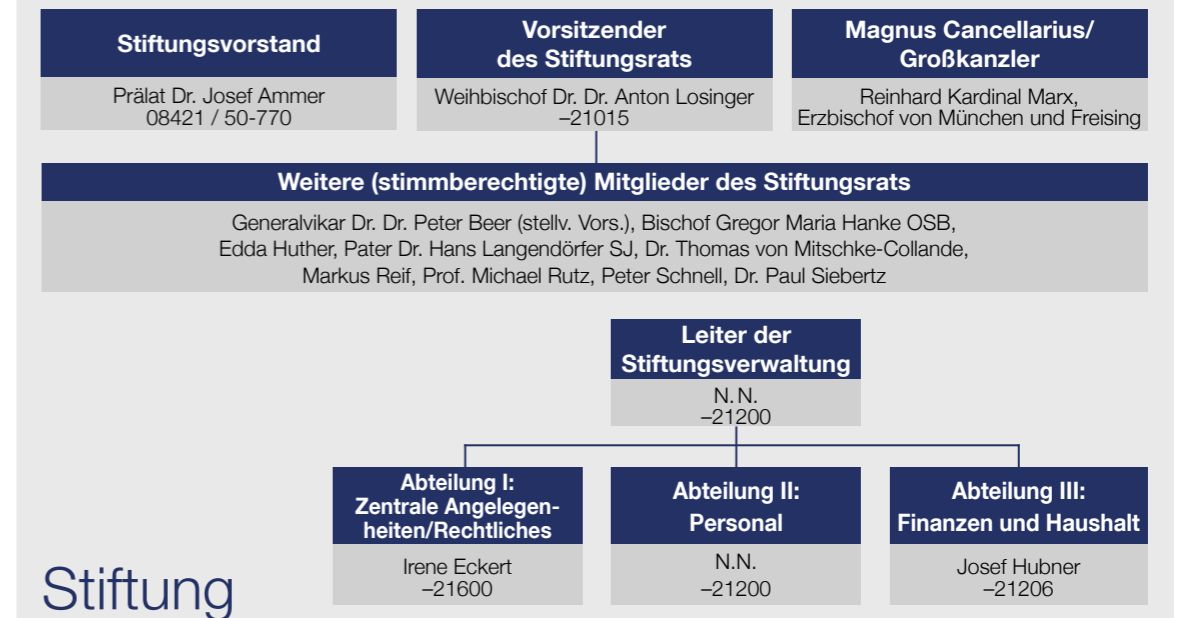 Stiftungsvorstand
Prälat Dr. Josef Ammer
08421 / 50-770
Vorsitzender
des Stiftungsrats
Weihbischof Dr. Dr. Anton Losinger
–21015
Magnus Cancellarius/
Großkanzler
Reinhard Kardinal Marx,
Erzbischof von München und Freising
Weitere (stimmberechtigte) Mitglieder des Stiftungsrats
Generalvikar Dr. Dr. Peter Beer (stellv. Vors.), Bischof Gregor Maria Hanke OSB,
Edda Huther, Pater Dr. Hans Langendörfer SJ, Dr. Thomas von Mitschke-Collande,
Markus Reif, Prof. Michael Rutz, Peter Schnell, Dr. Paul Siebertz
Leiter der
Stiftungsverwaltung
N. N.
–21200
Abteilung I:
Zentrale Angelegen-
heiten/Rechtliches
Irene Eckert
–21600
Abteilung II:
Personal
N.N.
–21200
Abteilung III:
Finanzen und Haushalt
Josef Hubner
–21206
Stiftung